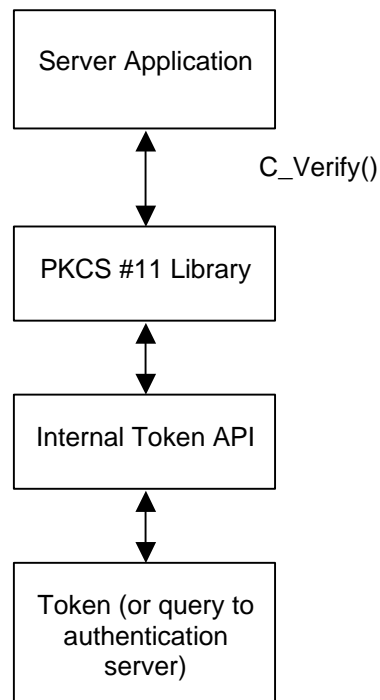 Server Application
C_Verify()
PKCS #11 Library
Internal Token API
Token (or query to
authentication
server)